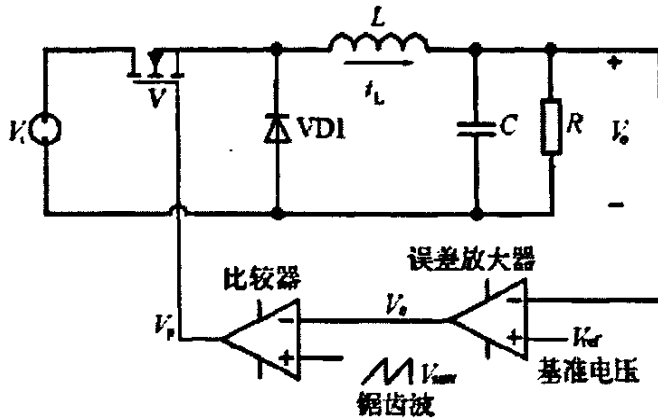 L
V
i_L
V_i
VD1
C
R
+
V_o
−
误差放大器
比较器
V_p
−
V_e
−
+
+
V_ref
V_saw
基准电压
锯齿波